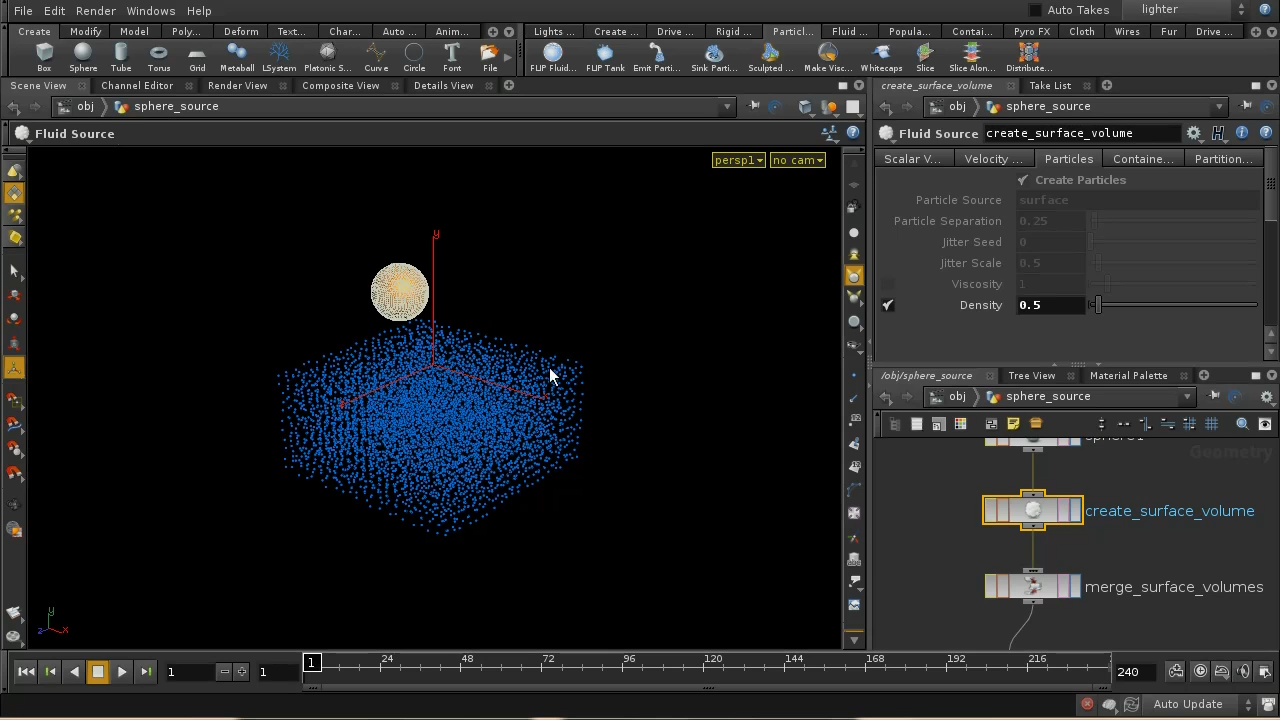 File Edit Render Windows Help Auto Takes lighter
Create Modify Model Poly... Deform Text... Char... Auto ... Anim... Lights ... Create ... Drive ... Rigid ... Particl... Fluid ... Popula... Contai... Pyro FX Cloth Wires Fur Drive ...
Box Sphere Tube Torus Grid Metaball LSystem Platonic S... Curve Circle Font File FLIP Fluid... FLIP Tank Emit Parti... Sink Parti... Sculpted ... Make Visc... Whitecaps Slice Slice Alon... Distribute...
Scene View Channel Editor Render View Composite View Details View
obj sphere_source
Fluid Source
persp1 no cam
y
y
z x
create_surface_volume Take List
obj sphere_source
Fluid Source create_surface_volume
Scalar V... Velocity ... Particles Containe... Partition...
Create Particles
Particle Source surface
Particle Separation 0.25
Jitter Seed 0
Jitter Scale 0.5
Viscosity 1
Density 0.5
/obj/sphere_source Tree View Material Palette
obj sphere_source
Geometry
create_surface_volume
merge_surface_volumes
1 1 1 24 48 72 96 120 144 168 192 216 240
Auto Update